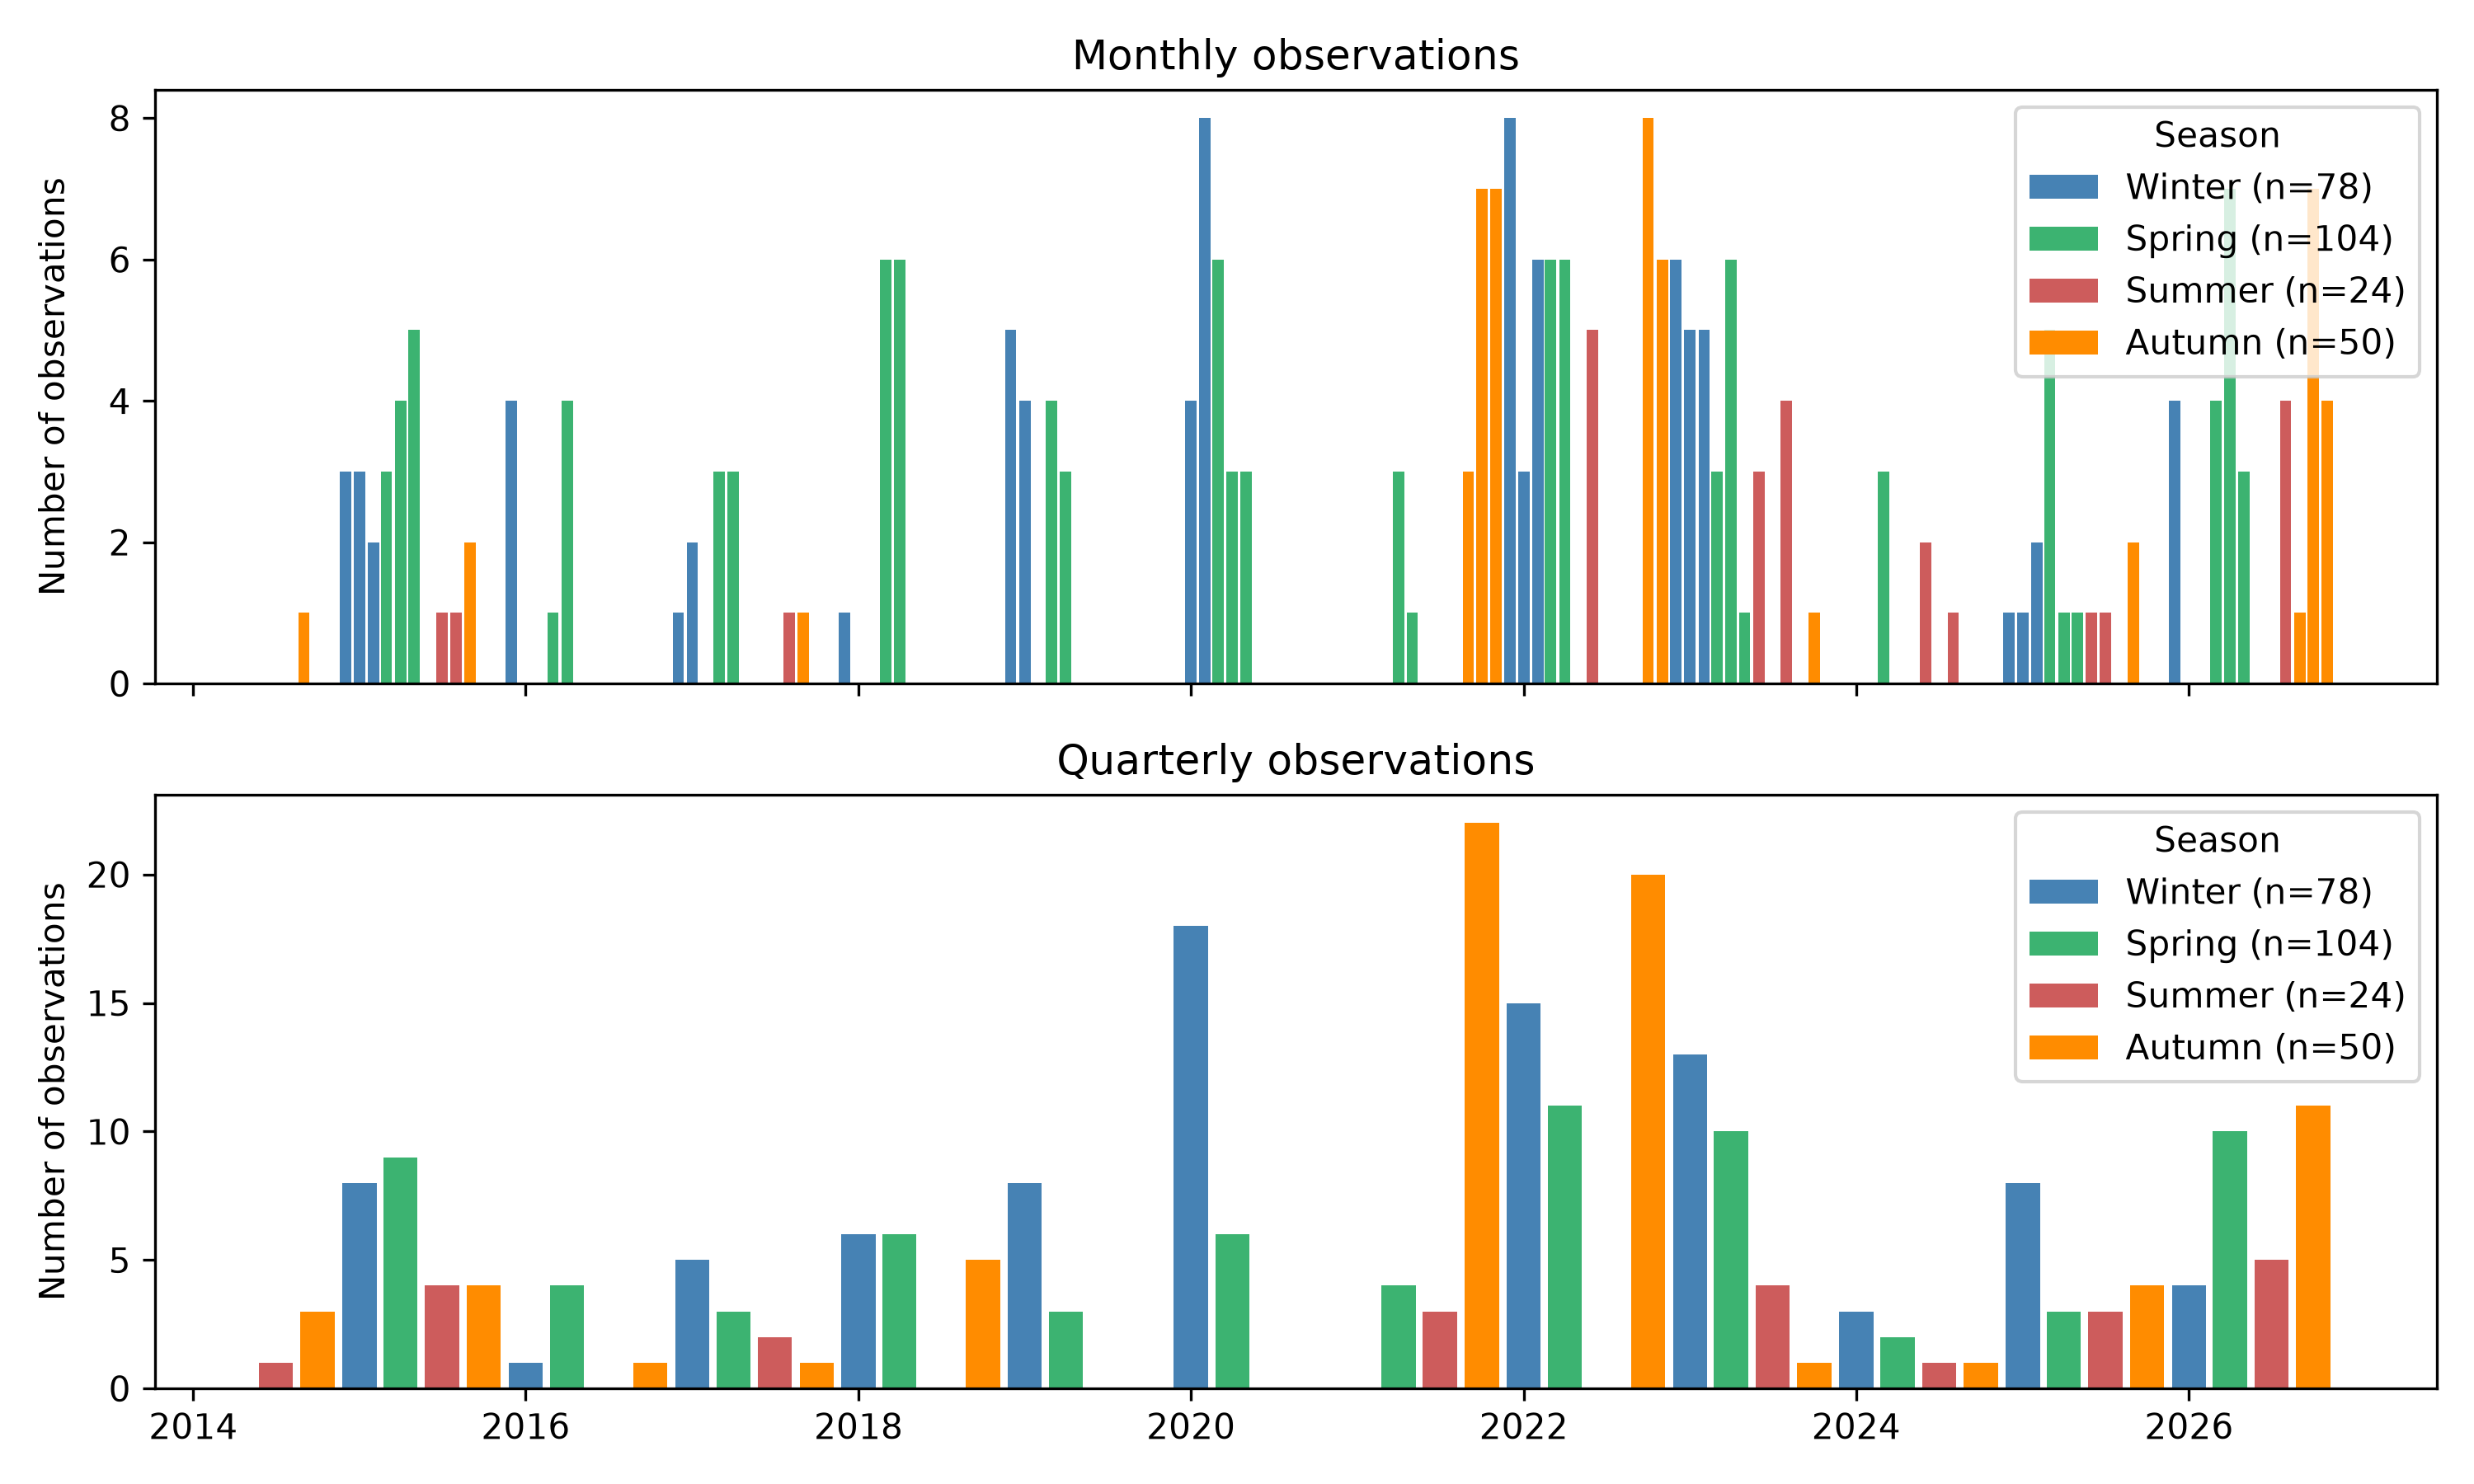 Monthly observations
Number of observations
8
6
4
2
0
Season
Winter (n=78)
Spring (n=104)
Summer (n=24)
Autumn (n=50)
Quarterly observations
Number of observations
20
15
10
5
0
Season
Winter (n=78)
Spring (n=104)
Summer (n=24)
Autumn (n=50)
2014 2016 2018 2020 2022 2024 2026